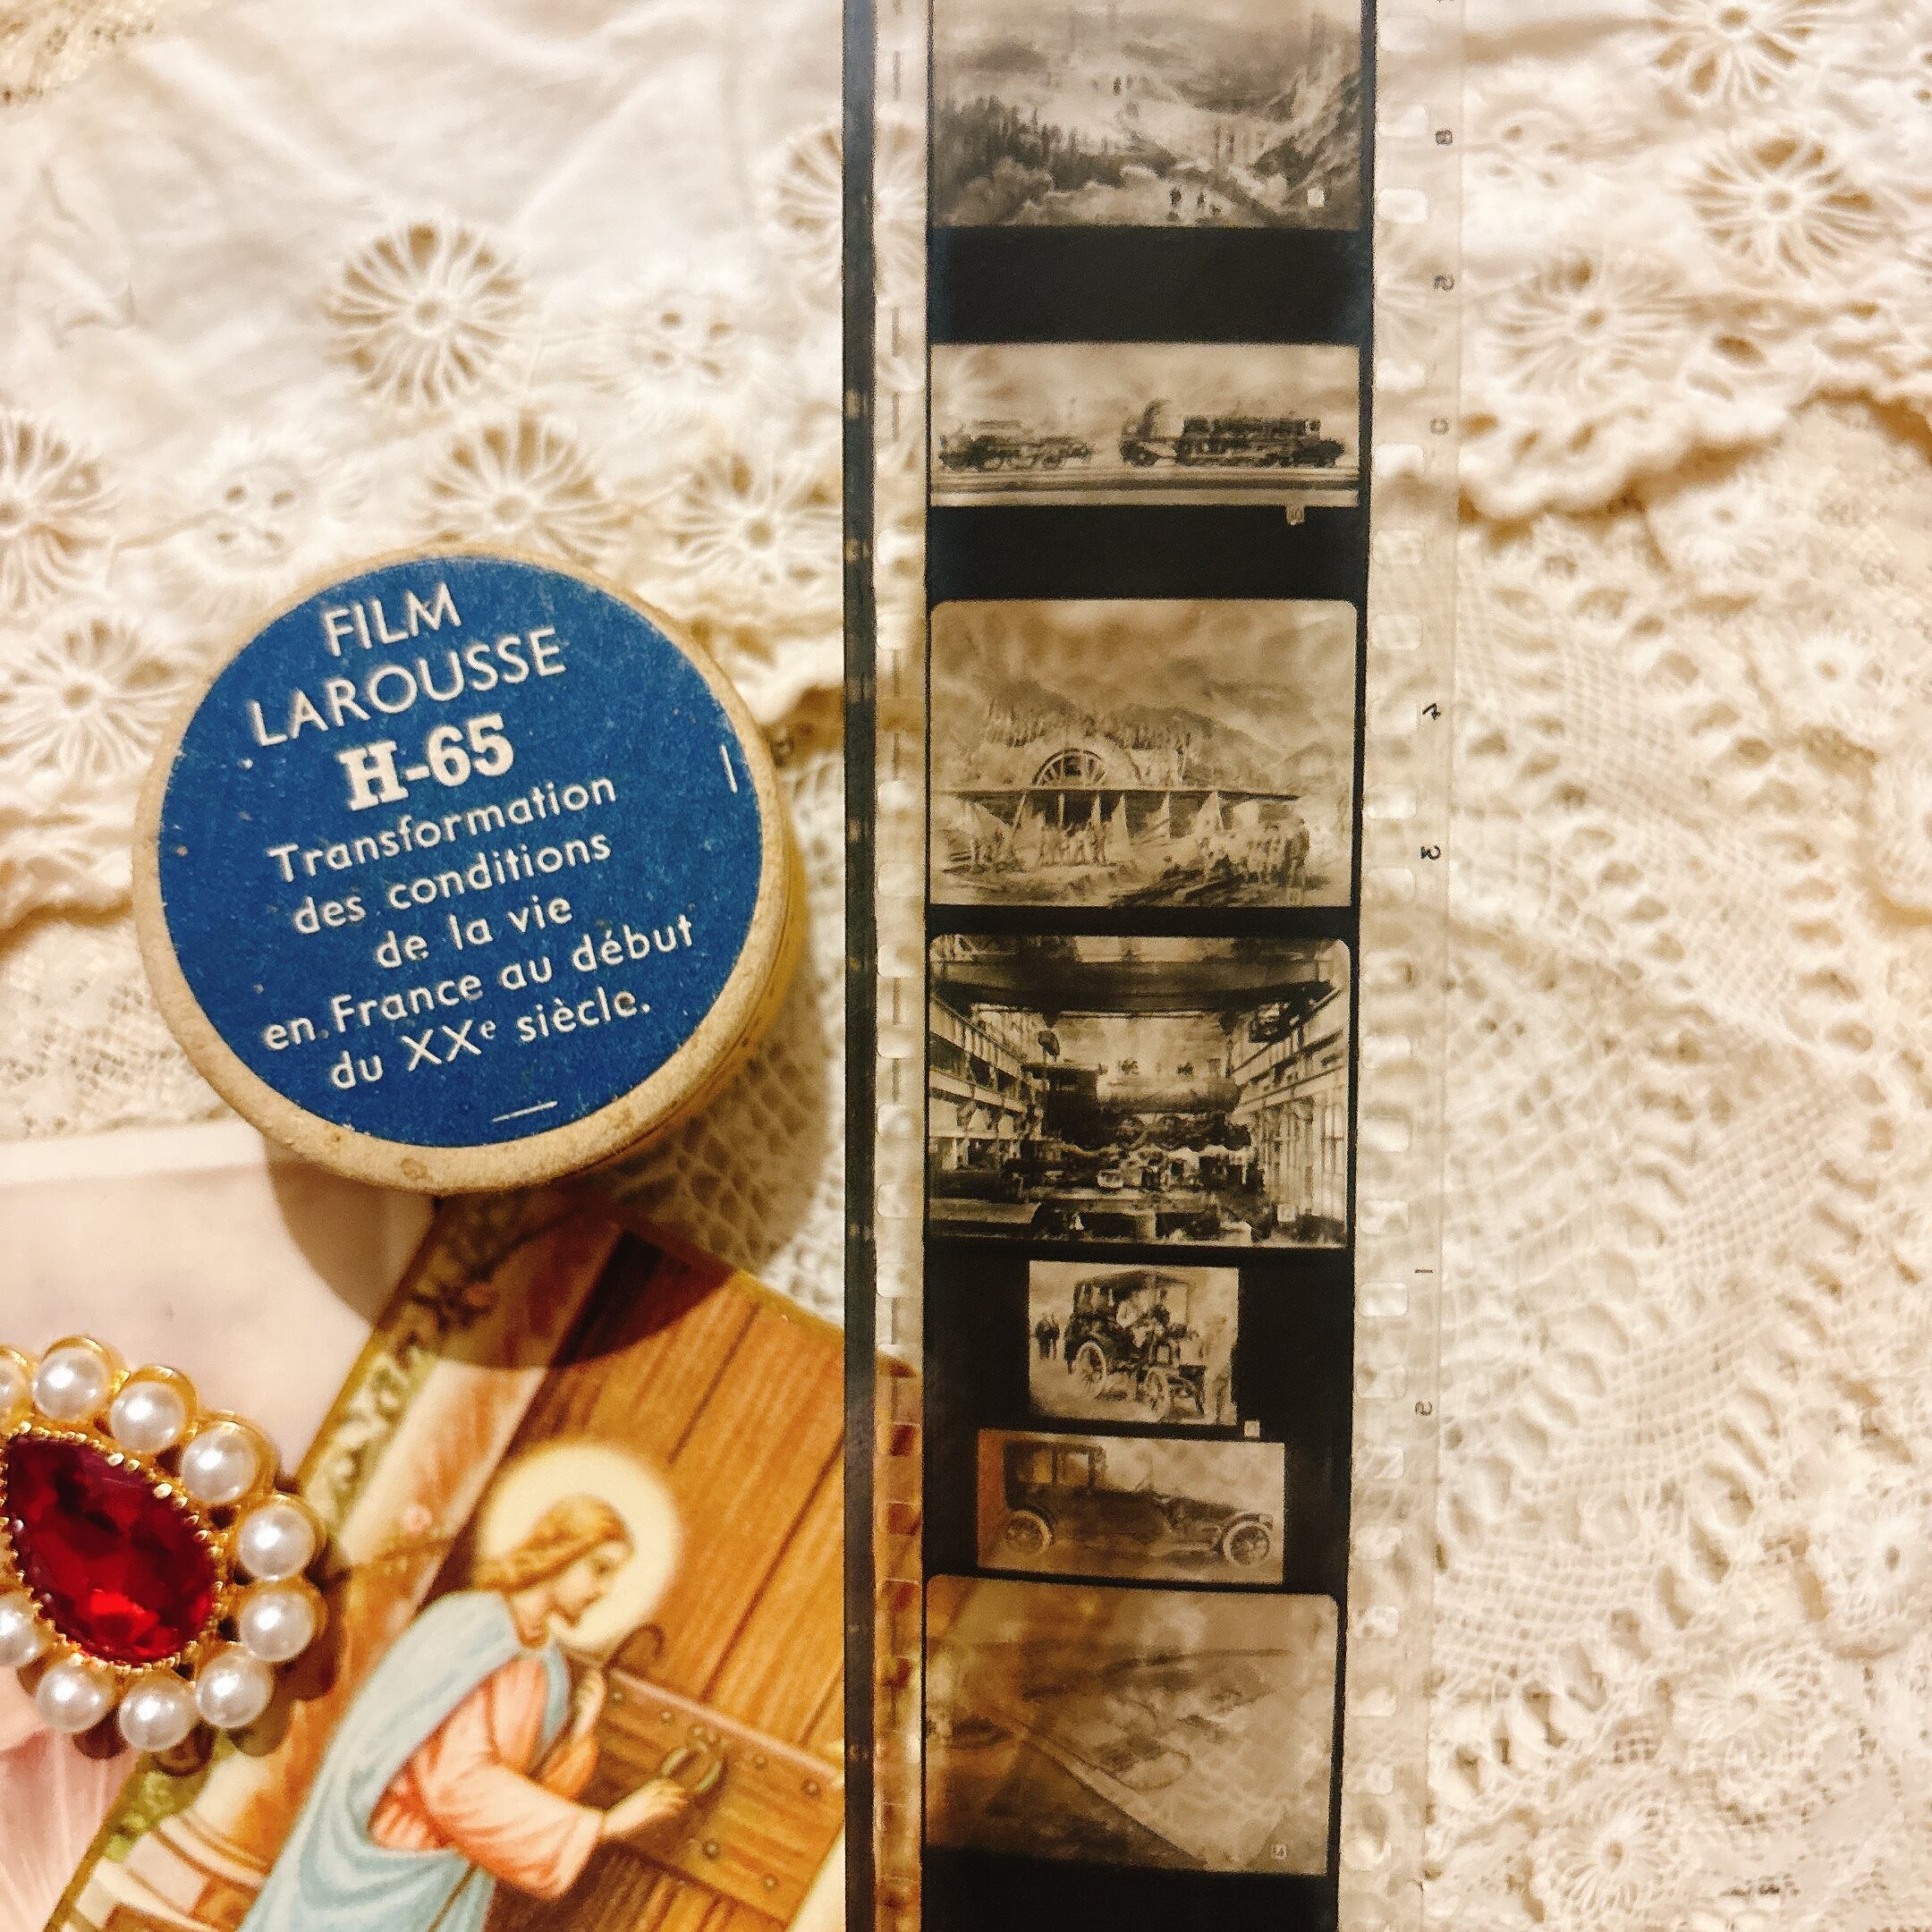 FILM
LAROUSSE
H-65
Transformation
des conditions
de la vie
en France au début
du XXe siècle.